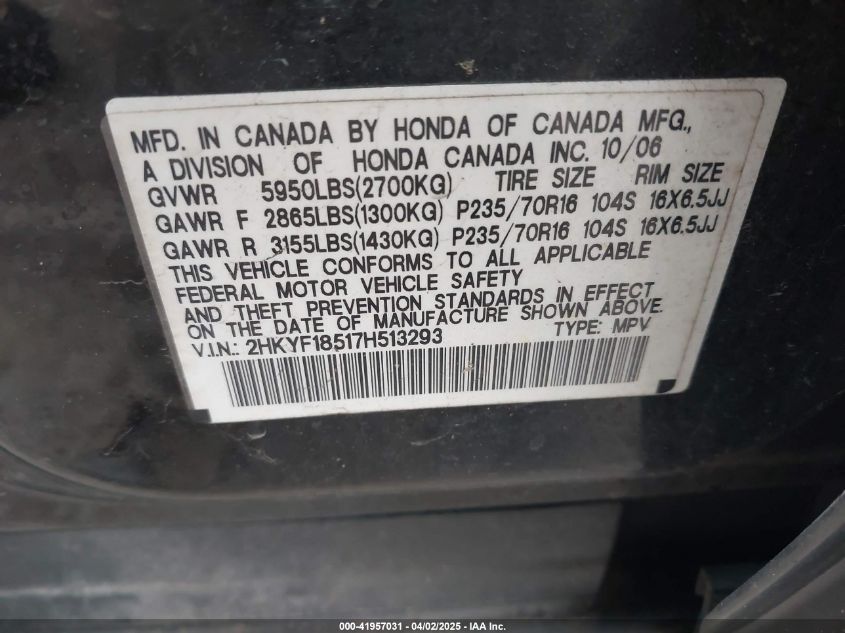 MFD. IN CANADA BY HONDA OF CANADA MFG.,
A DIVISION OF HONDA CANADA INC. 10/06
GVWR 5950LBS(2700KG) TIRE SIZE RIM SIZE
GAWR F 2865LBS(1300KG) P235/70R16 104S 16X6.5JJ
GAWR R 3155LBS(1430KG) P235/70R16 104S 16X6.5JJ
THIS VEHICLE CONFORMS TO ALL APPLICABLE
FEDERAL MOTOR VEHICLE SAFETY
AND THEFT PREVENTION STANDARDS IN EFFECT
ON THE DATE OF MANUFACTURE SHOWN ABOVE.
V.I.N.: 2HKYF18517H513293 TYPE: MPV
000-41957031 - 04/02/2025 - IAA Inc.